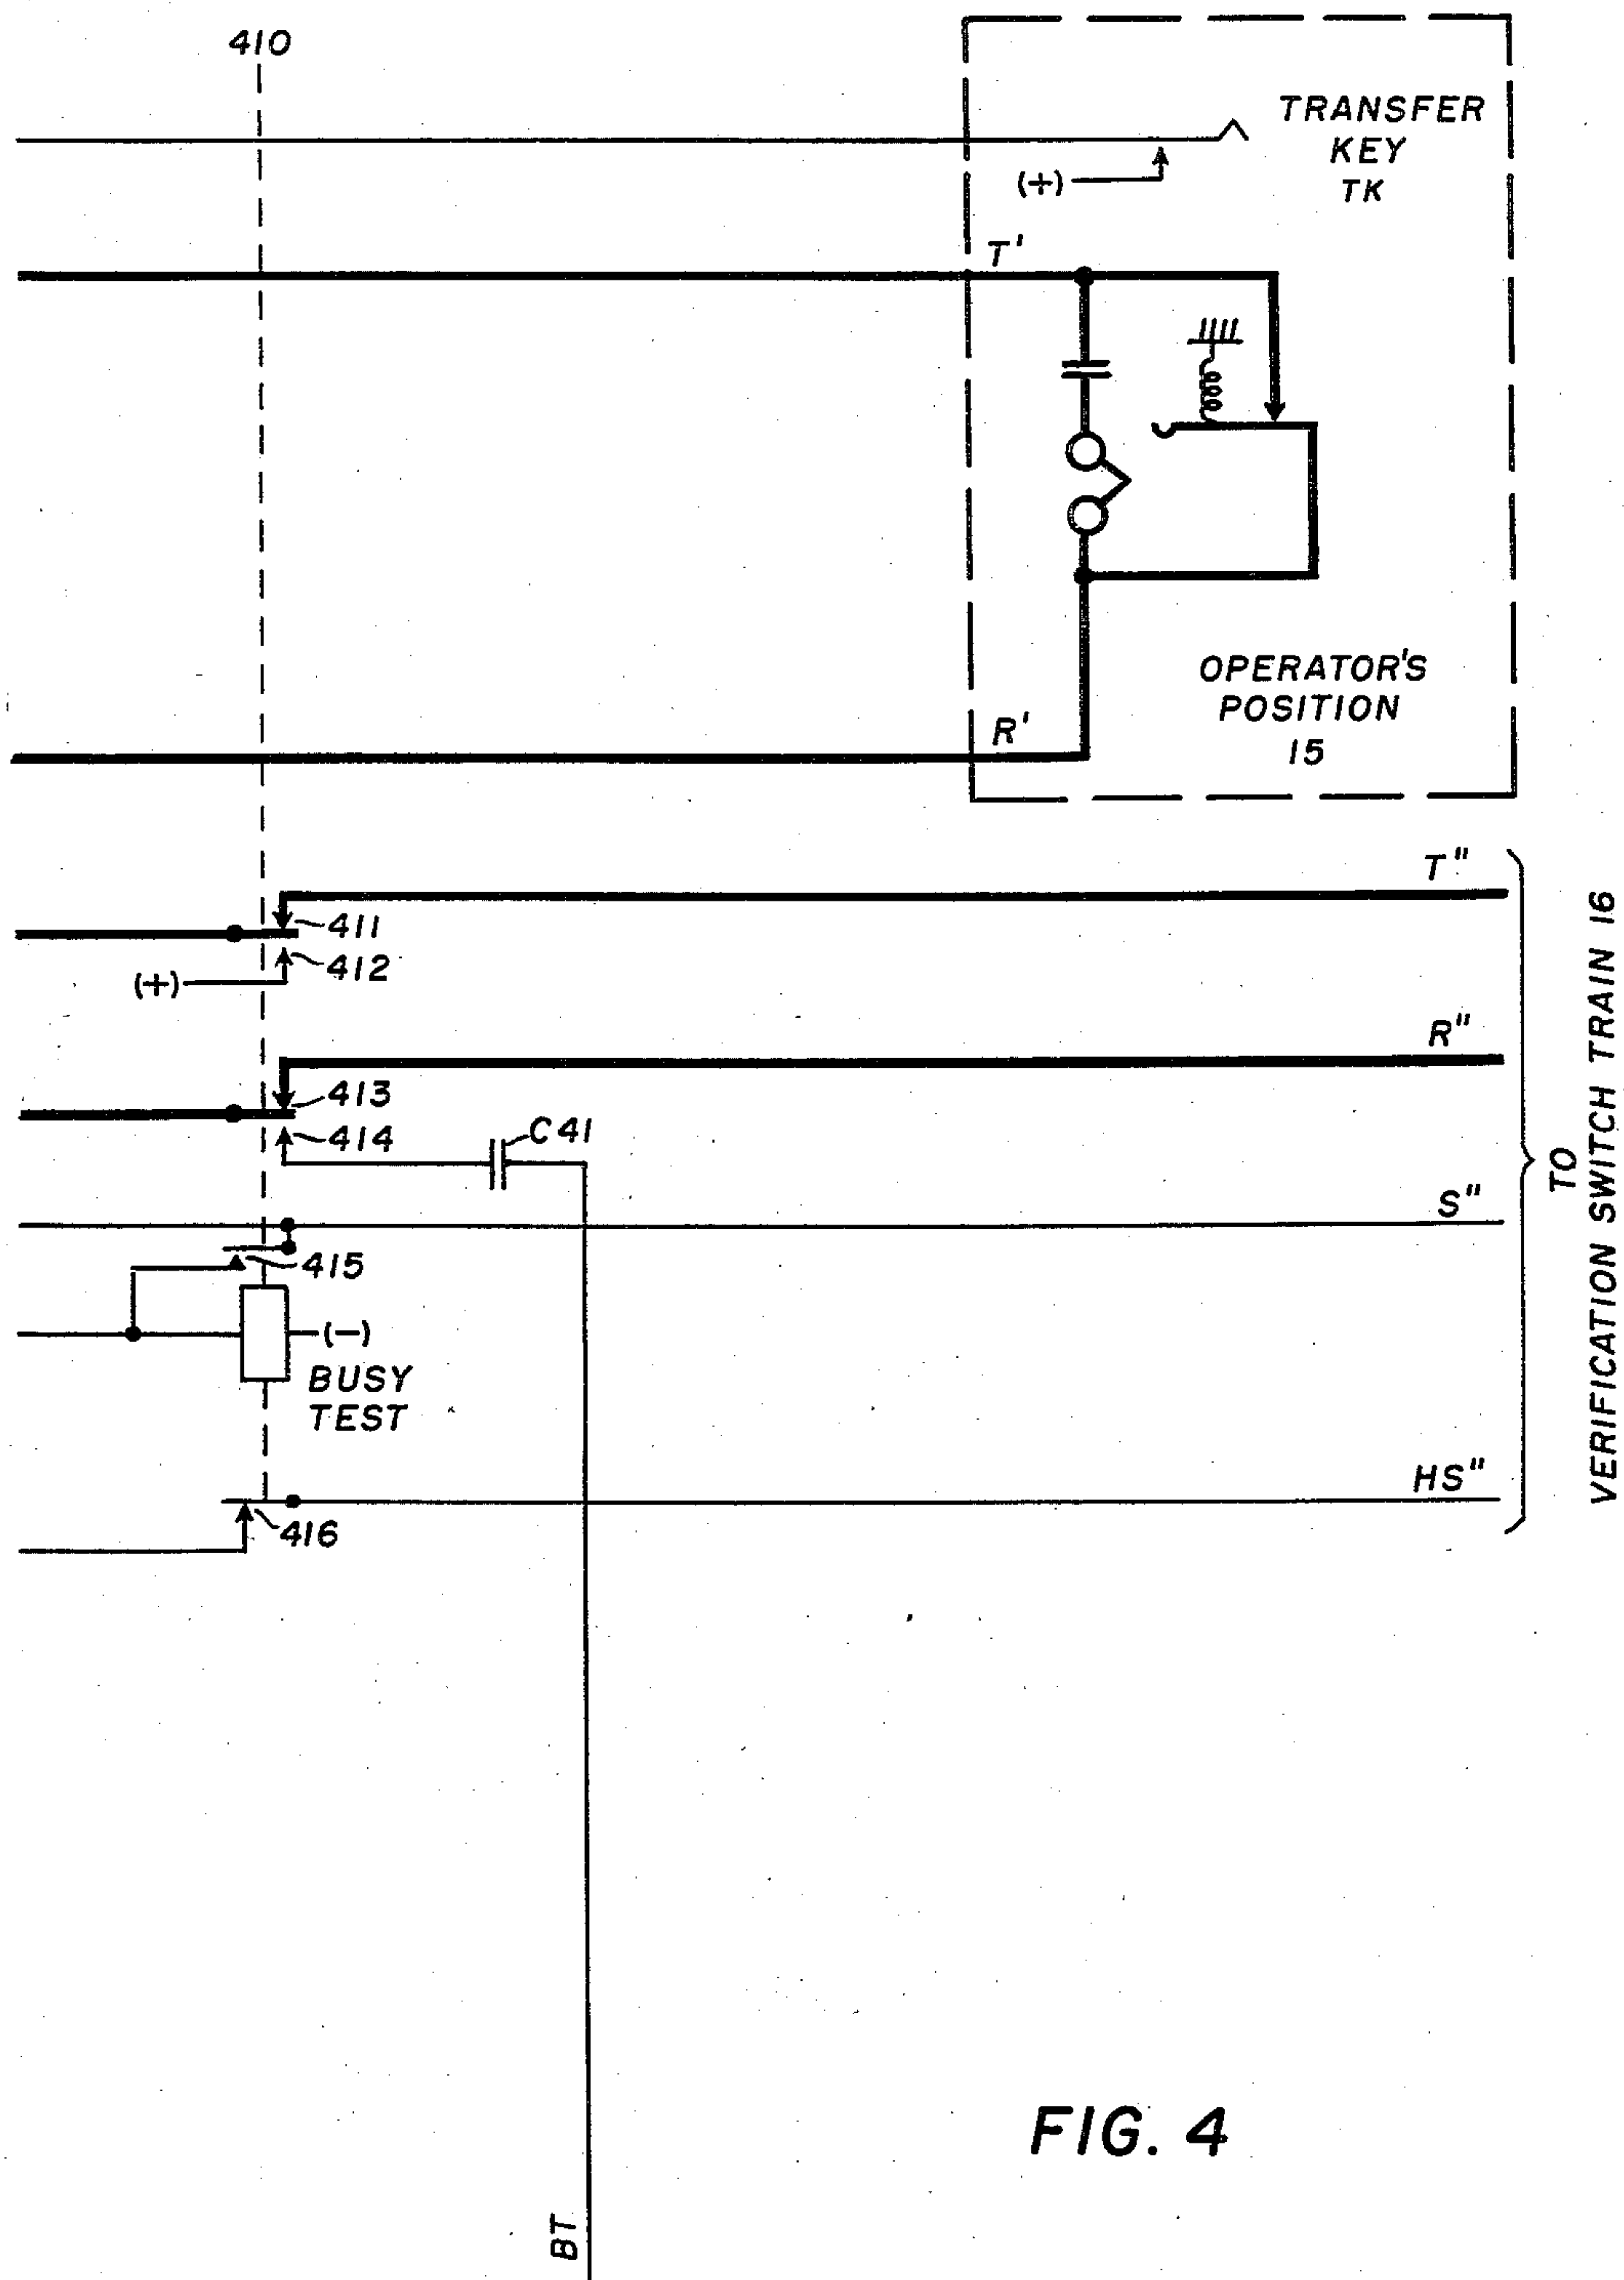 410
TRANSFER
KEY
TK
(+)
T'
OPERATOR'S
POSITION
15
R'
T"
411
412
(+)
R"
413
414
C41
S"
415
(−)
BUSY
TEST
HS"
416
TO
VERIFICATION SWITCH TRAIN 16
FIG. 4
BT